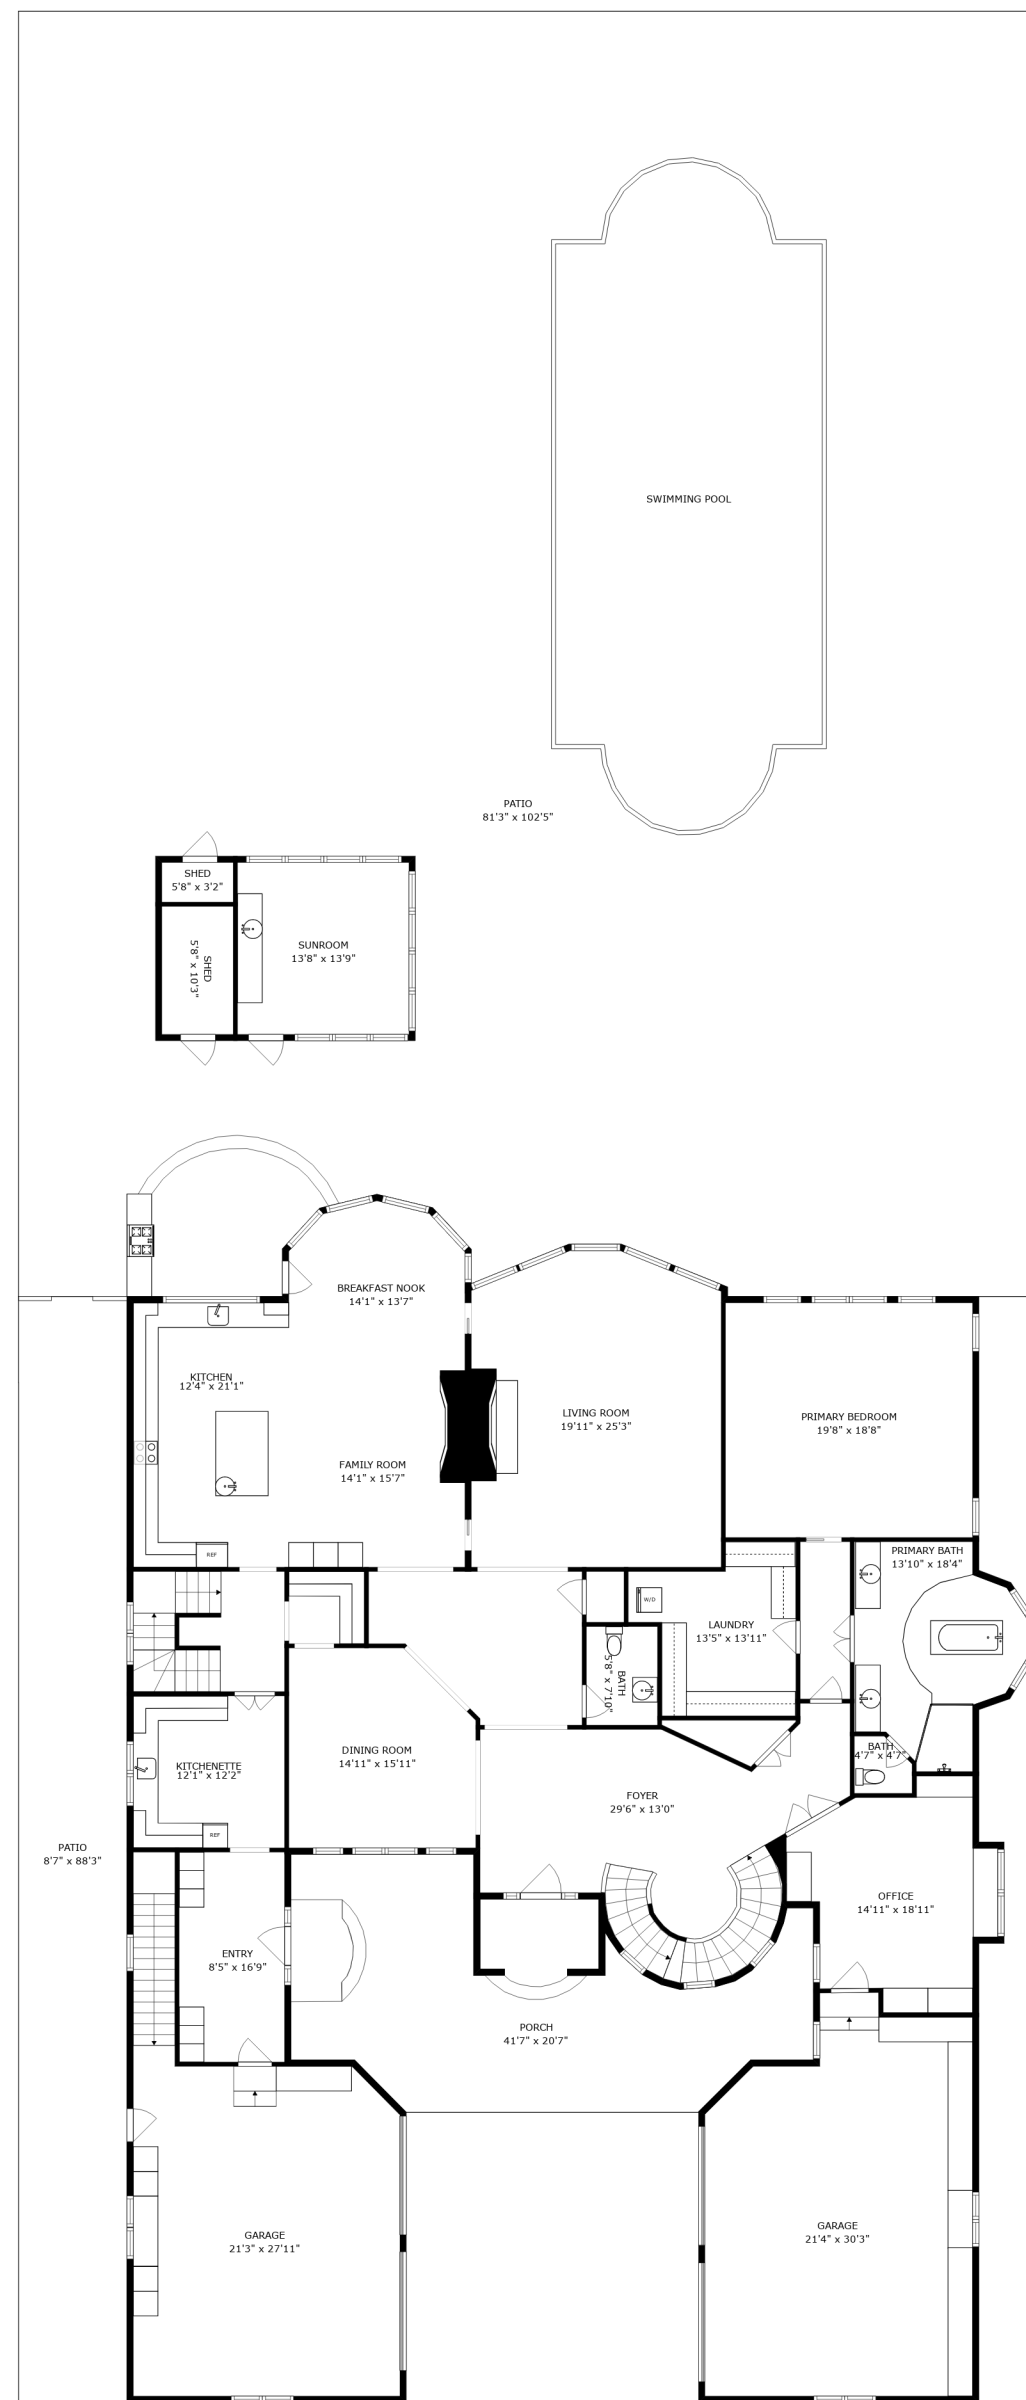 SWIMMING POOL
PATIO
81'3" x 102'5"
SHED
5'8" x 3'2"
SHED
5'8" x 10'3"
SUNROOM
13'8" x 13'9"
BREAKFAST NOOK
14'1" x 13'7"
KITCHEN
12'4" x 21'1"
LIVING ROOM
19'11" x 25'3"
PRIMARY BEDROOM
19'8" x 18'8"
FAMILY ROOM
14'1" x 15'7"
REF
PRIMARY BATH
13'10" x 18'4"
W/D
LAUNDRY
13'5" x 13'11"
BATH
5'8" x 7'10"
DINING ROOM
14'11" x 15'11"
BATH
4'7" x 4'7"
KITCHENETTE
12'1" x 12'2"
FOYER
29'6" x 13'0"
REF
PATIO
8'7" x 88'3"
OFFICE
14'11" x 18'11"
ENTRY
8'5" x 16'9"
PORCH
41'7" x 20'7"
GARAGE
21'3" x 27'11"
GARAGE
21'4" x 30'3"